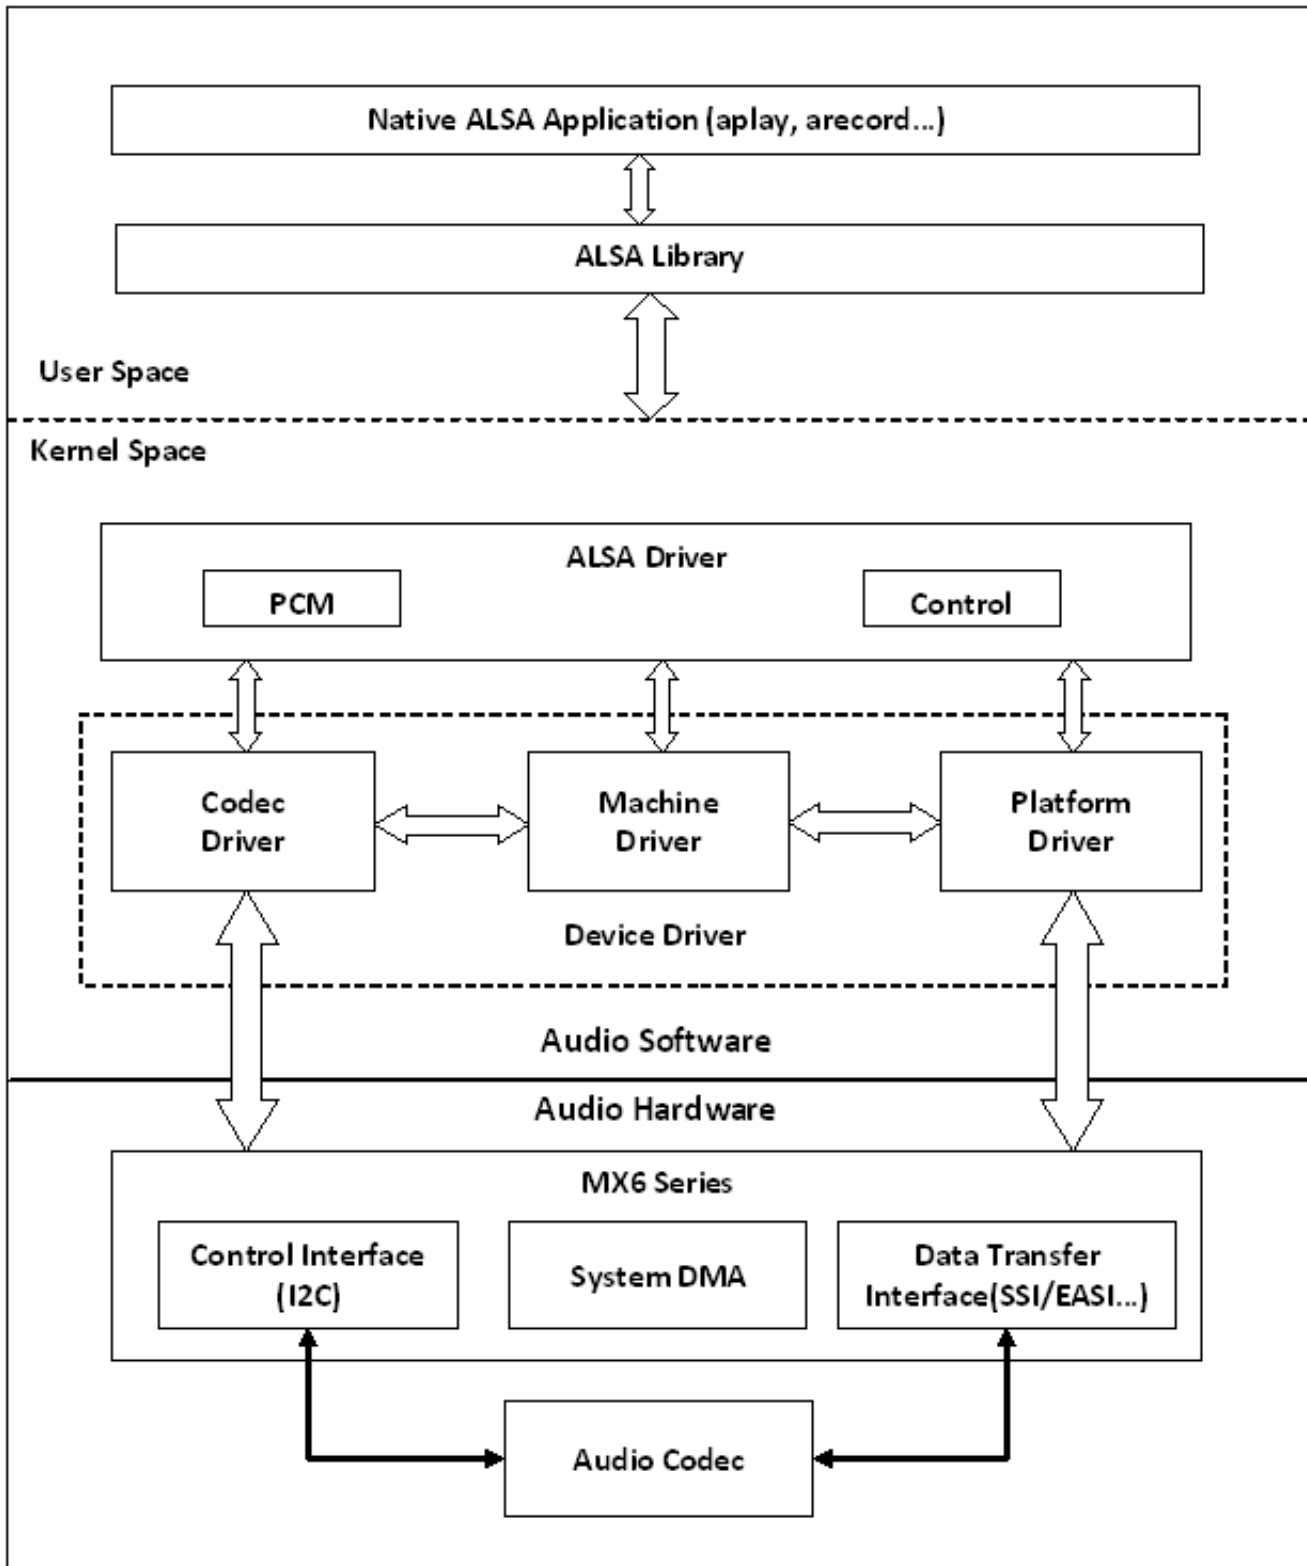 Native ALSA Application (aplay, arecord...)
ALSA Library
User Space
Kernel Space
ALSA Driver
PCM
Control
Codec
Driver
Machine
Driver
Platform
Driver
Device Driver
Audio Software
Audio Hardware
MX6 Series
Control Interface
(I2C)
System DMA
Data Transfer
Interface(SSI/EASI...)
Audio Codec